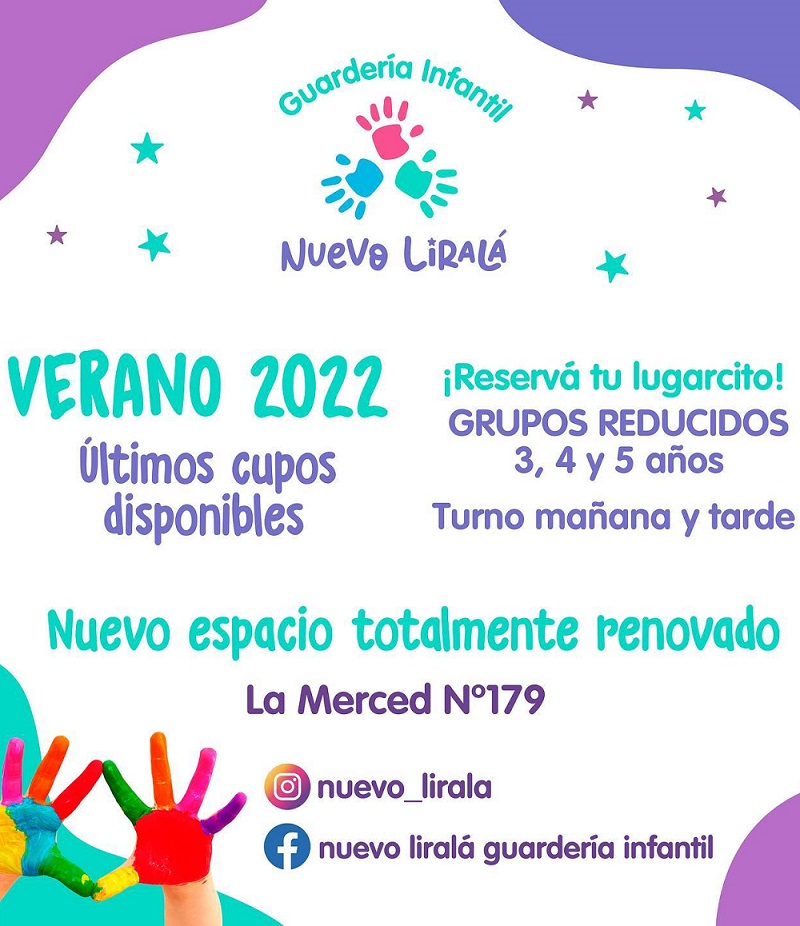 Guardería Infantil
Nuevo Liralá
VERANO 2022
Últimos cupos
disponibles
¡Reservá tu lugarcito!
GRUPOS REDUCIDOS
3, 4 y 5 años
Turno mañana y tarde
Nuevo espacio totalmente renovado
La Merced Nº179
nuevo_lirala
nuevo liralá guardería infantil